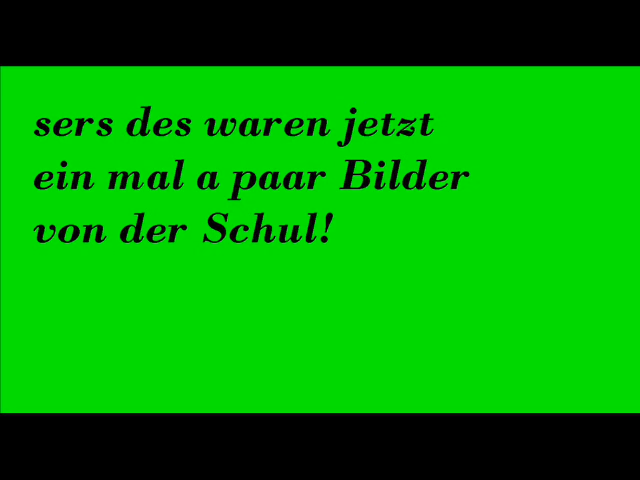 sers des waren jetzt
ein mal a paar Bilder
von der Schul!